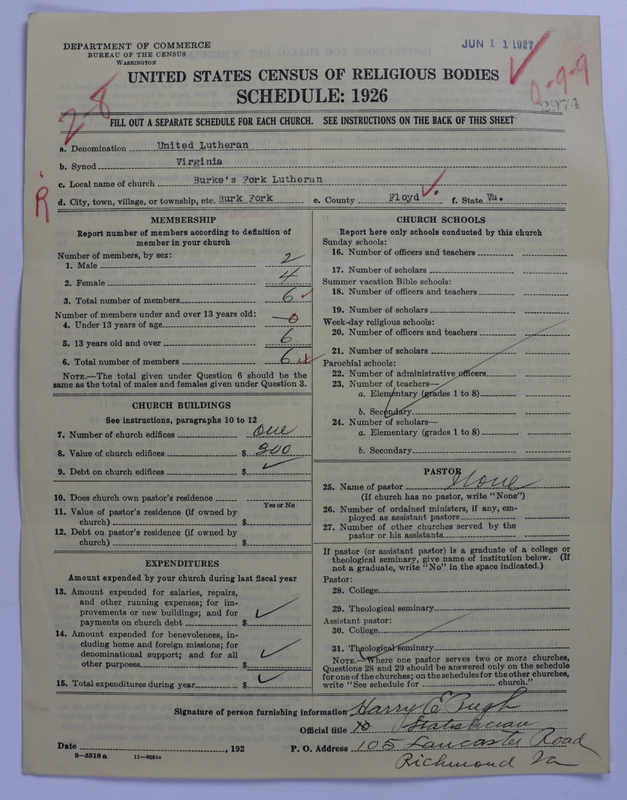 DEPARTMENT OF COMMERCE
BUREAU OF THE CENSUS
WASHINGTON
JUN 11 1927
UNITED STATES CENSUS OF RELIGIOUS BODIES
SCHEDULE: 1926
0-9-9
2974
2-8
FILL OUT A SEPARATE SCHEDULE FOR EACH CHURCH. SEE INSTRUCTIONS ON THE BACK OF THIS SHEET
a. Denomination United Lutheran
b. Synod Virginia
c. Local name of church Burke's Fork Lutheran
d. City, town, village, or township, etc. Burk Fork e. County Floyd f. State Va.
R
MEMBERSHIP
Report number of members according to definition of
member in your church
Number of members, by sex:
1. Male 2
2. Female 4
3. Total number of members 6
Number of members under and over 13 years old:
4. Under 13 years of age 0
5. 13 years old and over 6
6. Total number of members 6
NOTE.—The total given under Question 6 should be
same as the total of males and females given under Question 3.
CHURCH BUILDINGS
See instructions, paragraphs 10 to 12
7. Number of church edifices one
8. Value of church edifices $ 300
9. Debt on church edifices $
10. Does church own pastor's residence
Yes or No
11. Value of pastor's residence (if owned by
church) $
12. Debt on pastor's residence (if owned by
church) $
EXPENDITURES
Amount expended by your church during last fiscal year
13. Amount expended for salaries, repairs,
and other running expenses; for im-
provements or new buildings; and for
payments on church debt $
14. Amount expended for benevolences, in-
cluding home and foreign missions; for
denominational support; and for all
other purposes $
15. Total expenditures during year $
CHURCH SCHOOLS
Report here only schools conducted by this church
Sunday schools:
16. Number of officers and teachers
17. Number of scholars
Summer vacation Bible schools:
18. Number of officers and teachers
19. Number of scholars
Week-day religious schools:
20. Number of officers and teachers
21. Number of scholars
Parochial schools:
22. Number of administrative officers
23. Number of teachers—
a. Elementary (grades 1 to 8)
b. Secondary
24. Number of scholars—
a. Elementary (grades 1 to 8)
b. Secondary
PASTOR
25. Name of pastor None
(If church has no pastor, write "None")
26. Number of ordained ministers, if any, em-
ployed as assistant pastors
27. Number of other churches served by the
pastor or his assistants
If pastor (or assistant pastor) is a graduate of a college or
theological seminary, give name of institution below. (If
not a graduate, write "No" in the space indicated.)
Pastor:
28. College
29. Theological seminary
Assistant pastor:
30. College
31. Theological seminary
NOTE.—Where one pastor serves two or more churches,
Questions 28 and 29 should be answered only on the schedule
for one of the churches; on the schedules for the other churches,
write "See schedule for church."
Signature of person furnishing information Harry E Pugh
Official title Statistician
Date , 192 P. O. Address 105 Lancaster Road
Richmond Va
8—5518a 11—9051